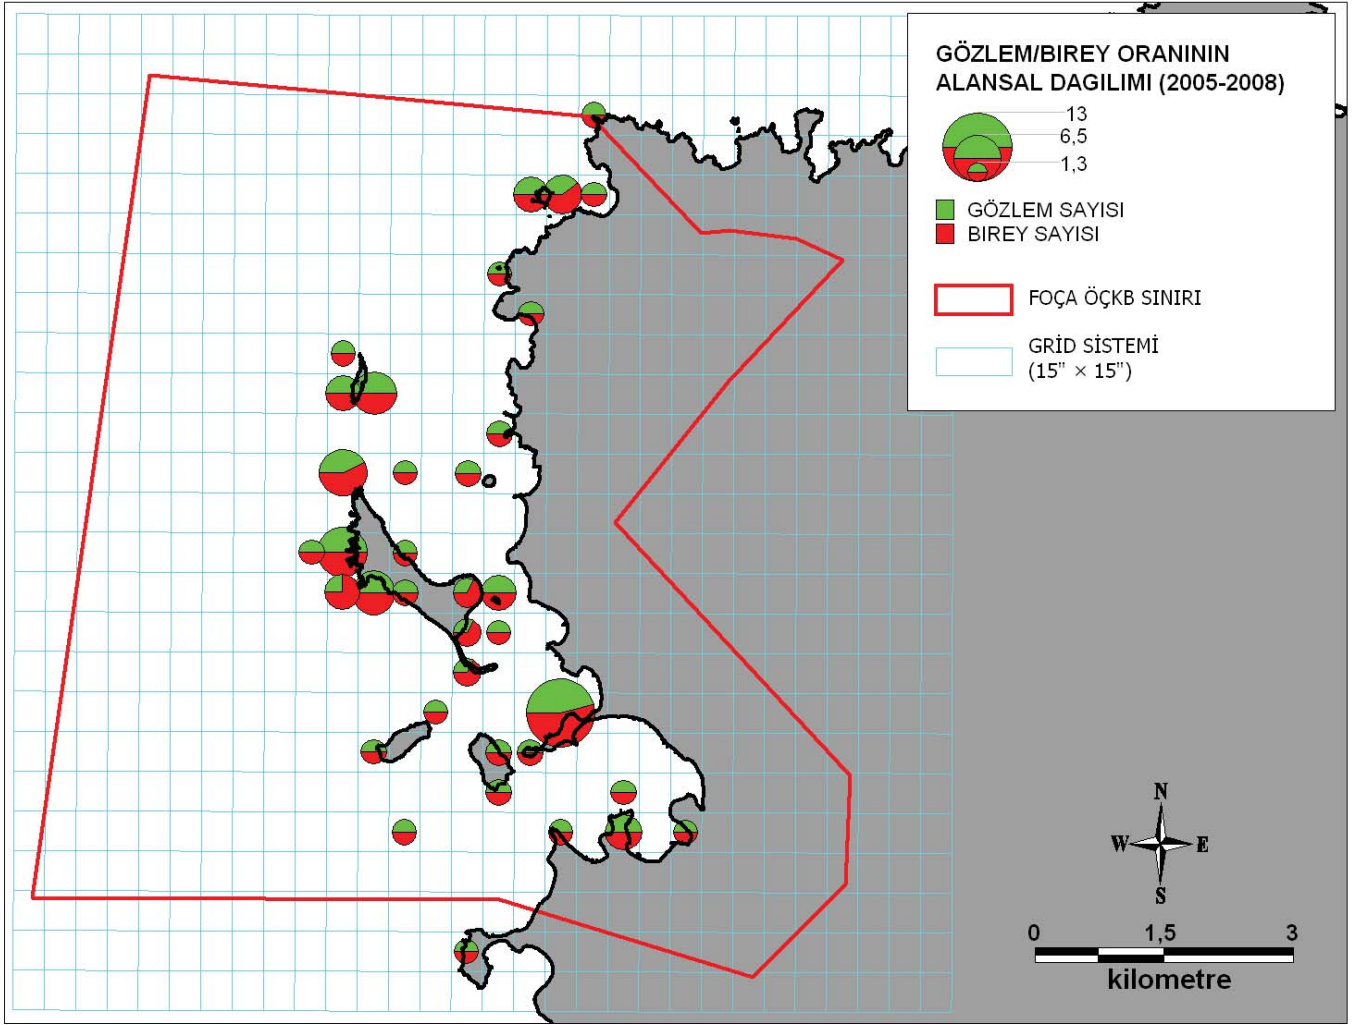 GÖZLEM/BIREY ORANININ
ALANSAL DAGILIMI (2005-2008)
13
6,5
1,3
GÖZLEM SAYISI
BIREY SAYISI
FOÇA ÖÇKB SINIRI
GRİD SİSTEMİ
(15" × 15")
N
W E
S
0 1,5 3
kilometre